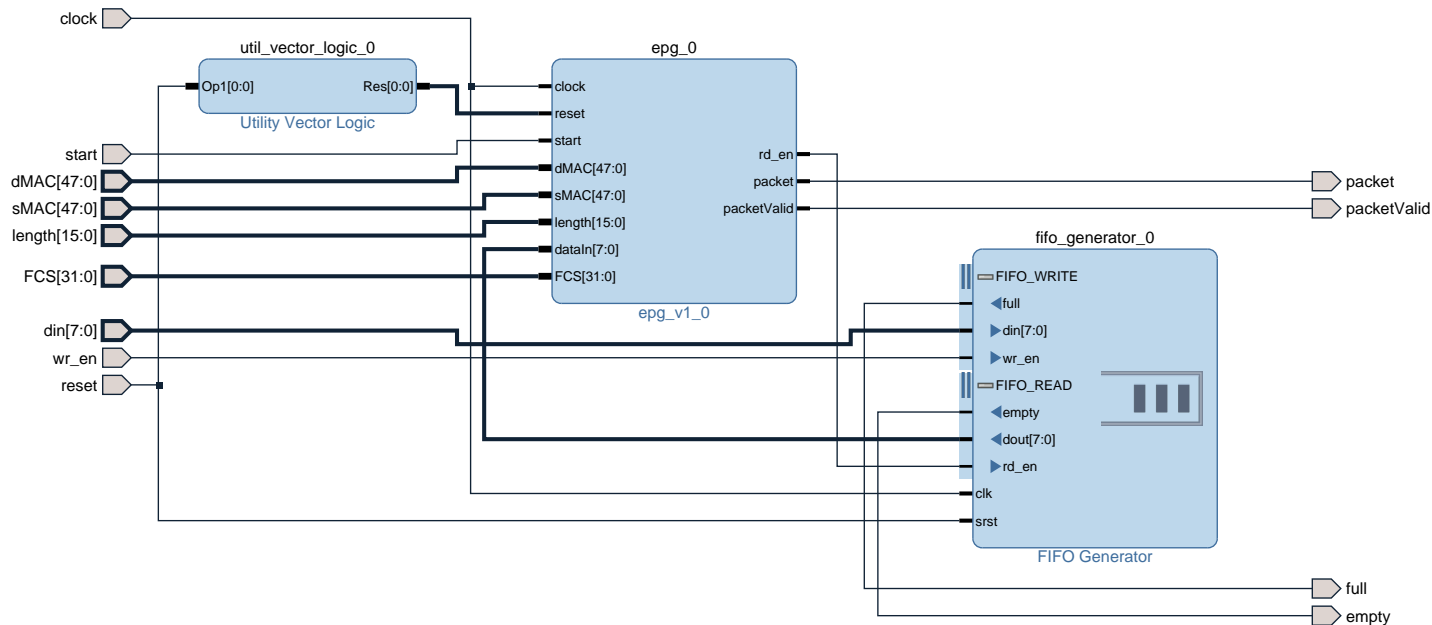 clock
util_vector_logic_0
Op1[0:0]
Res[0:0]
Utility Vector Logic
epg_0
clock
reset
start
dMAC[47:0]
sMAC[47:0]
length[15:0]
dataIn[7:0]
FCS[31:0]
rd_en
packet
packetValid
epg_v1_0
start
dMAC[47:0]
sMAC[47:0]
length[15:0]
FCS[31:0]
din[7:0]
wr_en
reset
packet
packetValid
fifo_generator_0
FIFO_WRITE
full
din[7:0]
wr_en
FIFO_READ
empty
dout[7:0]
rd_en
clk
srst
FIFO Generator
full
empty